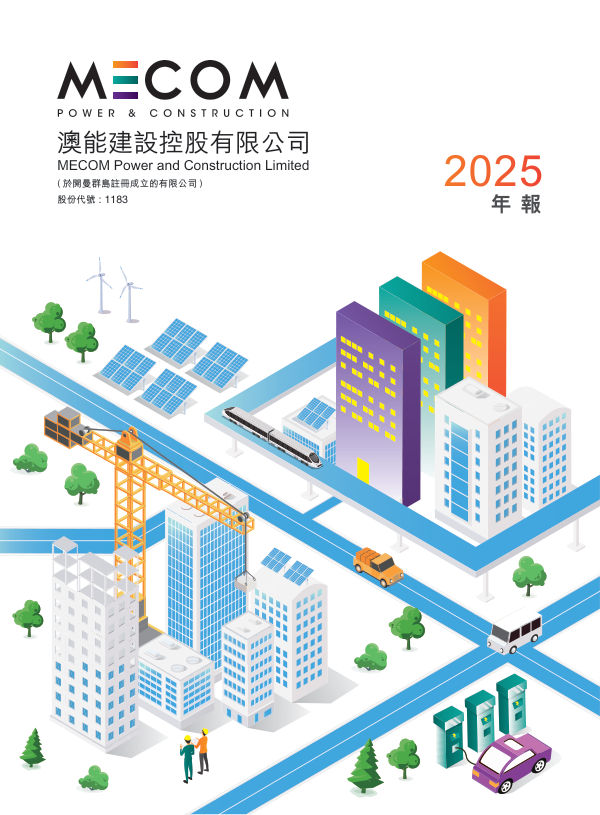 MECOM
POWER & CONSTRUCTION
澳能建設控股有限公司
MECOM Power and Construction Limited
(於開曼群島註冊成立的有限公司)
股份代號：1183
2025
年報